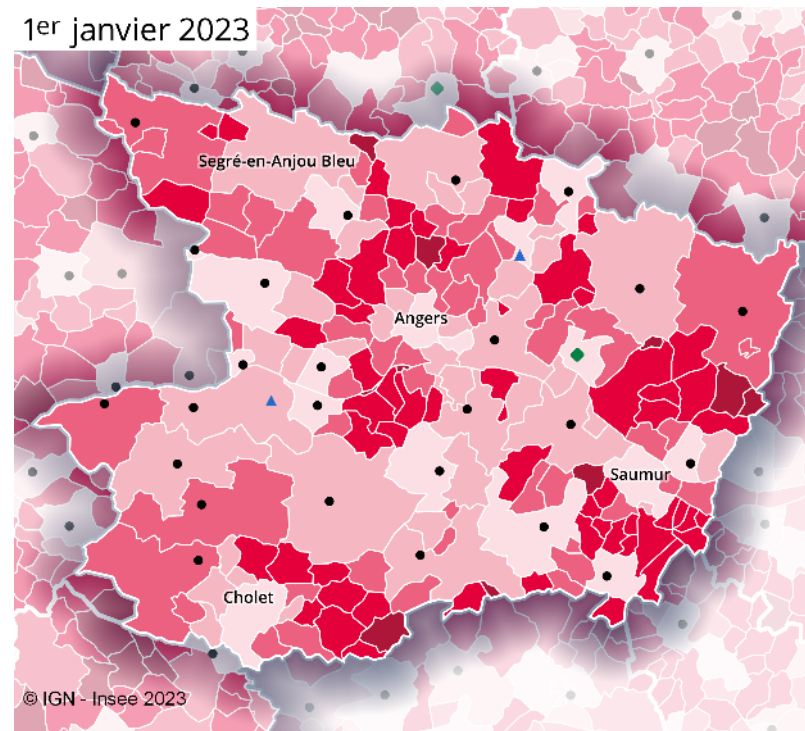 1er janvier 2023
Segré-en-Anjou Bleu
Angers
Saumur
Cholet
© IGN - Insee 2023